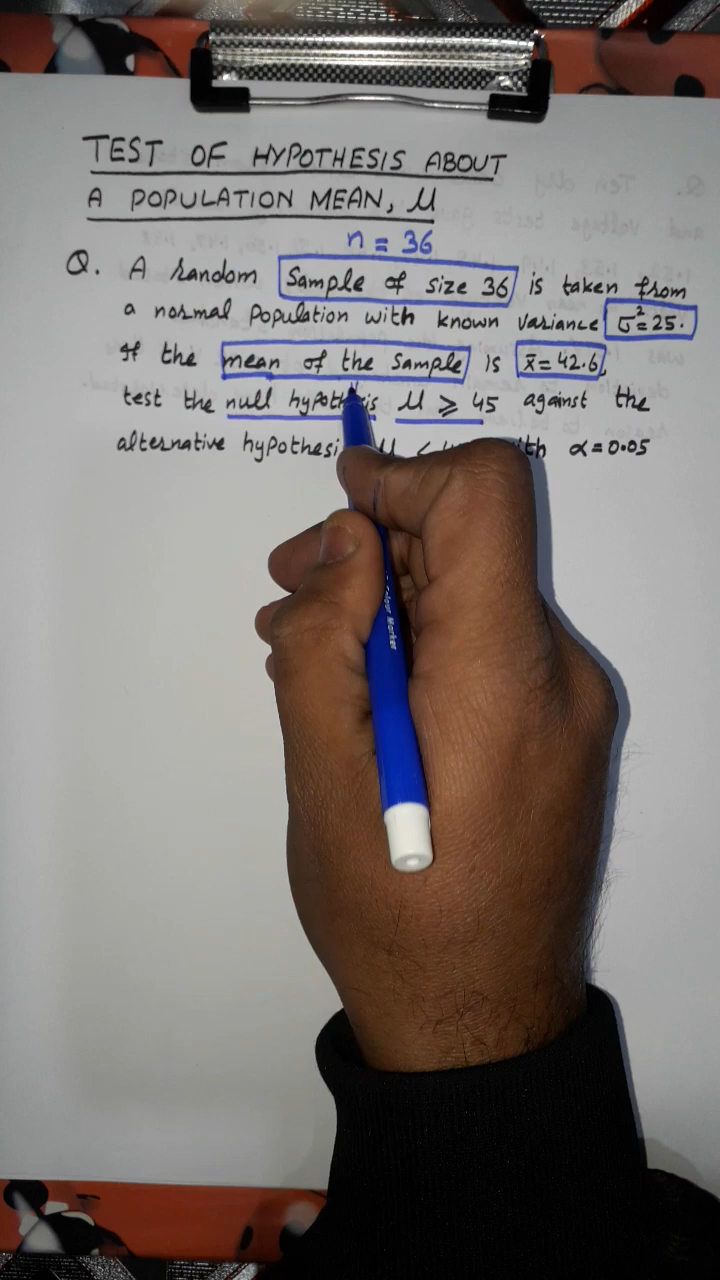 TEST OF HYPOTHESIS ABOUT
A POPULATION MEAN, μ
n = 36
Q. A random Sample of size 36 is taken from
a normal population with known variance σ² = 25.
If the mean of the sample is x̄ = 42.6,
test the null hypothesis μ ⩾ 45 against the
alternative hypothesi μ < α = 0.05
Colour Marker